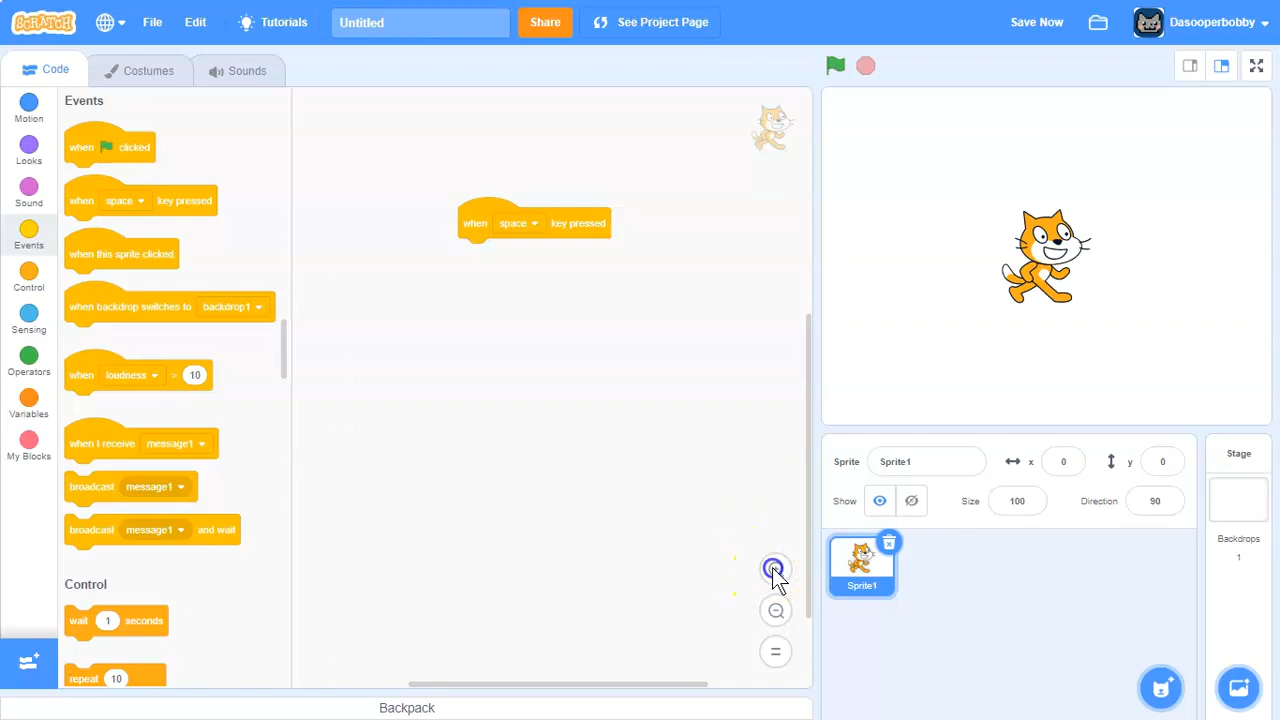 SCRATCH
File
Edit
Tutorials
Untitled
Share
See Project Page
Save Now
Dasooperbobby
Code
Costumes
Sounds
Motion
Looks
Sound
Events
Control
Sensing
Operators
Variables
My Blocks
Events
when clicked
when space key pressed
when this sprite clicked
when backdrop switches to backdrop1
when loudness > 10
when I receive message1
broadcast message1
broadcast message1 and wait
Control
wait 1 seconds
repeat 10
when space key pressed
Sprite Sprite1 x 0 y 0
Show Size 100 Direction 90
Sprite1
Stage
Backdrops
1
Backpack